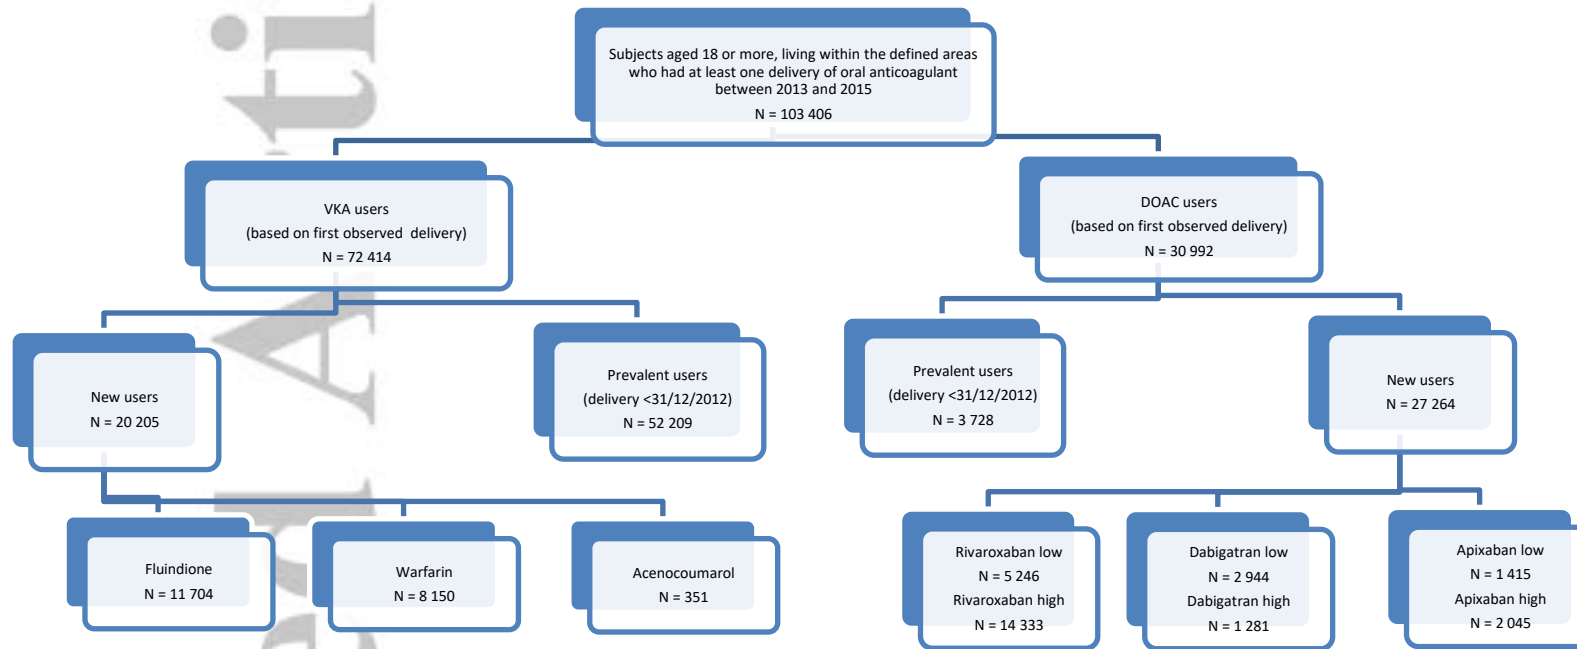 Subjects aged 18 or more, living within the defined areas
who had at least one delivery of oral anticoagulant
between 2013 and 2015
N = 103 406
VKA users
(based on first observed delivery)
N = 72 414
DOAC users
(based on first observed delivery)
N = 30 992
New users
N = 20 205
Prevalent users
(delivery <31/12/2012)
N = 52 209
Prevalent users
(delivery <31/12/2012)
N = 3 728
New users
N = 27 264
Fluindione
N = 11 704
Warfarin
N = 8 150
Acenocoumarol
N = 351
Rivaroxaban low
N = 5 246
Rivaroxaban high
N = 14 333
Dabigatran low
N = 2 944
Dabigatran high
N = 1 281
Apixaban low
N = 1 415
Apixaban high
N = 2 045